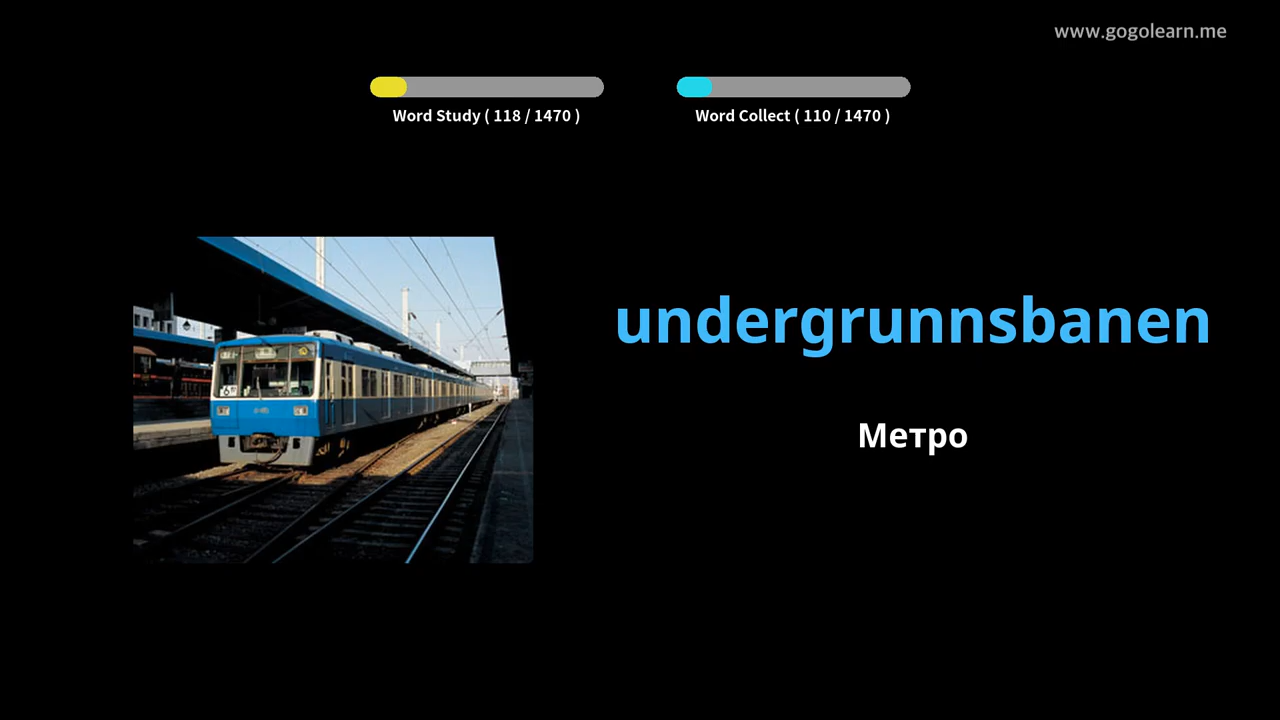 www.gogolearn.me
Word Study ( 118 / 1470 )
Word Collect ( 110 / 1470 )
undergrunnsbanen
Метро